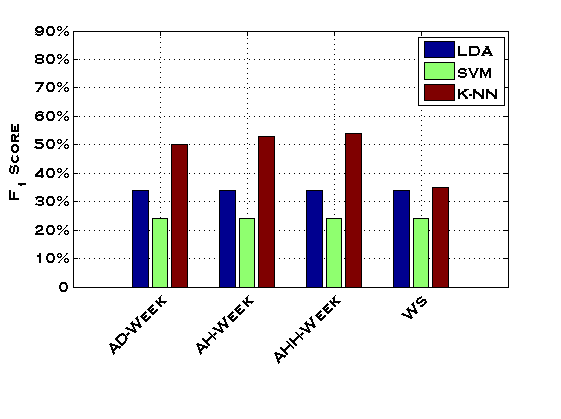 90%
80%
70%
60%
50%
40%
30%
20%
10%
0
F1 Score
LDA
SVM
K-NN
AD-Week
AH-Week
AHH-Week
WS